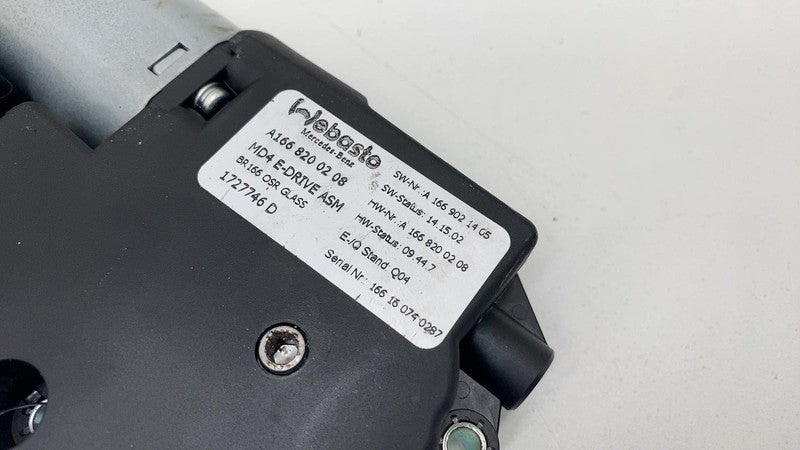 Webasto
Mercedes-Benz
A166 820 02 08
MD4 E-DRIVE ASM
BR166 OSR GLASS
1727746 D
SW-Nr.:A 166 902 14 05
SW-Status: 14.15.02
HW-Nr.:A 166 820 02 08
HW-Status: 09.44.7
E-/Q Stand Q04
Serial Nr.: 166 16 074 0287